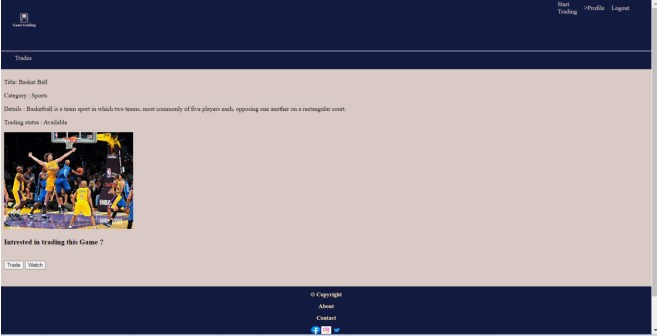 Start
Trading
>Profile
Logout
Game trading
Trades
Title: Basket Ball
Category : Sports
Details : Basketball is a team sport in which two teams, most commonly of five players each, opposing one another on a rectangular court.
Trading status : Available
Intrested in trading this Game ?
Trade
Watch
© Copyright
About
Contact